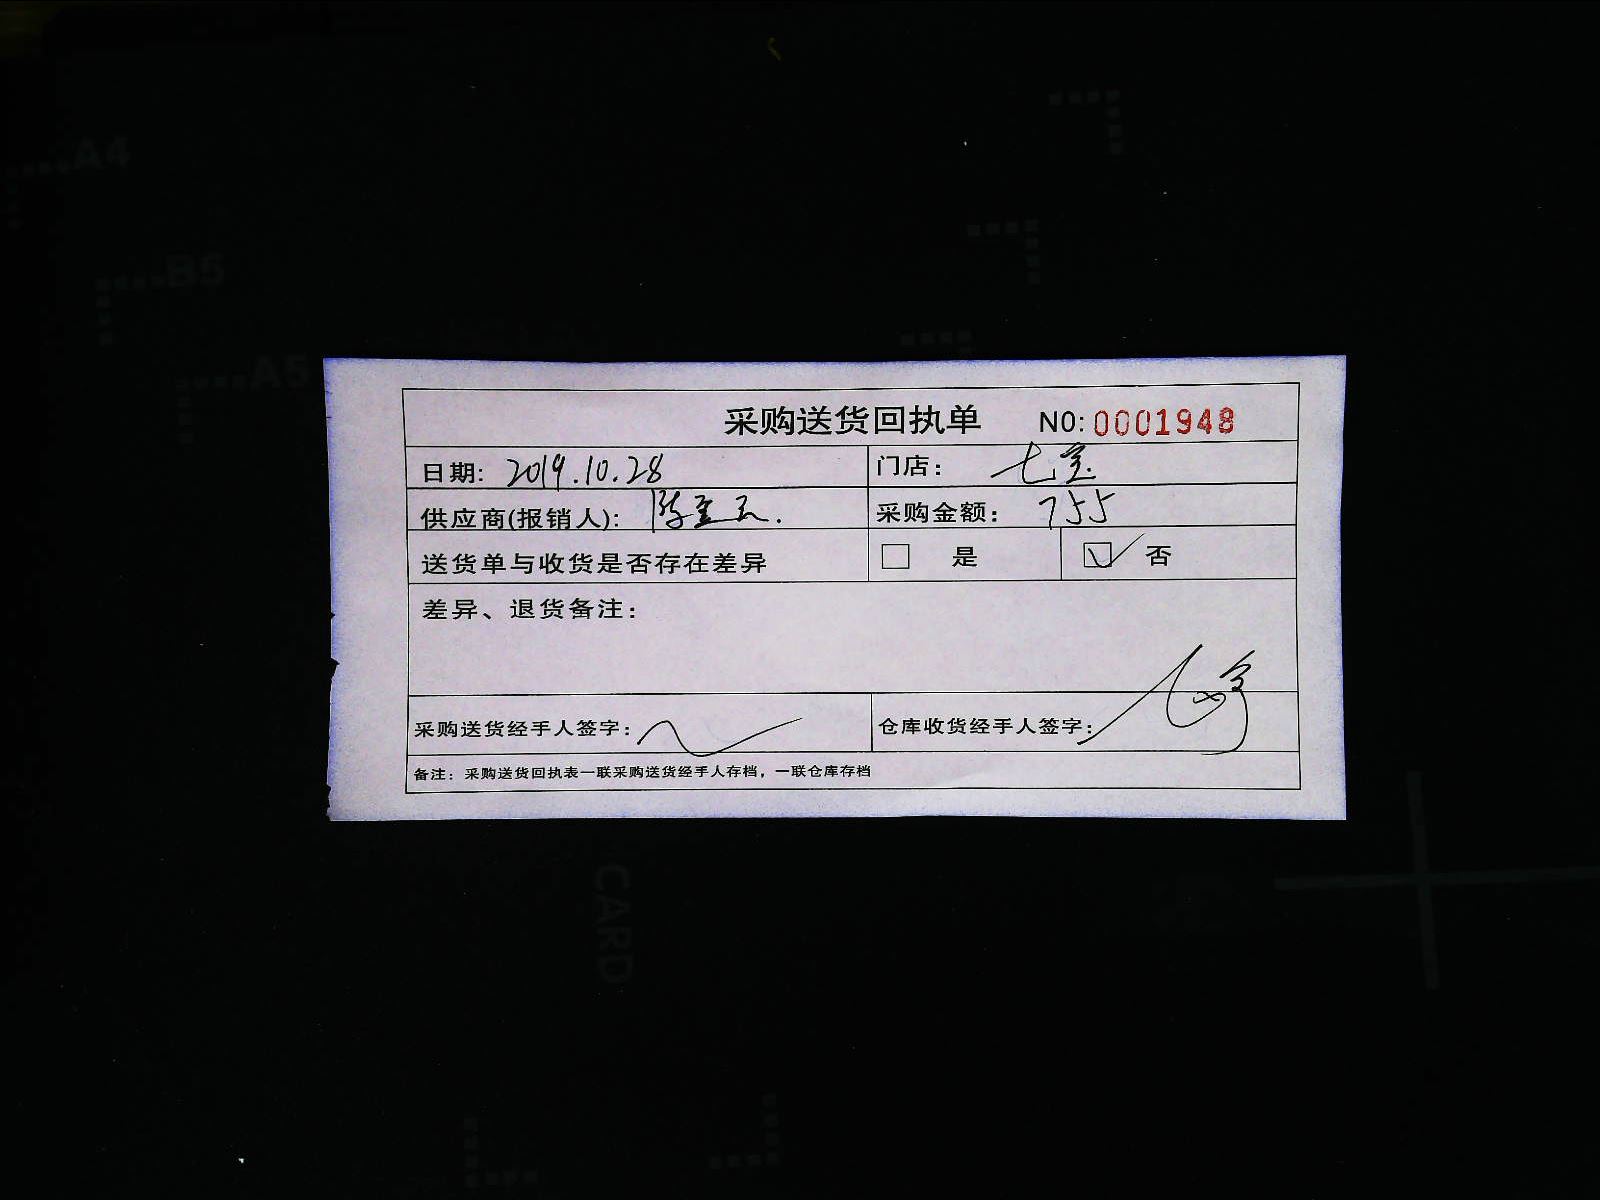 A4
B5
A5
采购送货回执单 NO:0001948
日期: 2019.10.28 门店: 七宝
供应商(报销人): 采购金额: 755
送货单与收货是否存在差异 是 否
差异、退货备注:
采购送货经手人签字: 仓库收货经手人签字:
备注: 采购送货回执表一联采购送货经手人存档，一联仓库存档
CARD